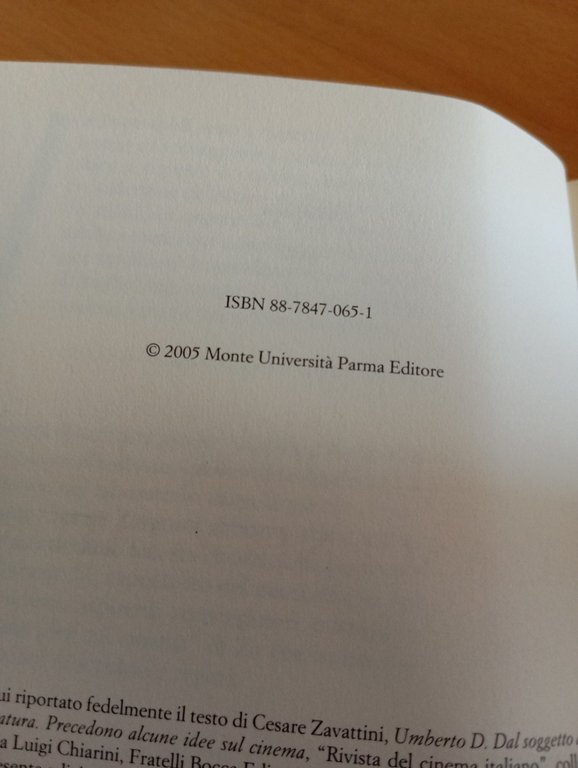 ISBN 88-7847-065-1
© 2005 Monte Università Parma Editore
riportato fedelmente il testo di Cesare Zavattini, Umberto D. Dal soggetto
Precedono alcune idee sul cinema, “Rivista del cinema italiano”,
Luigi Chiarini, Fratelli Bocca